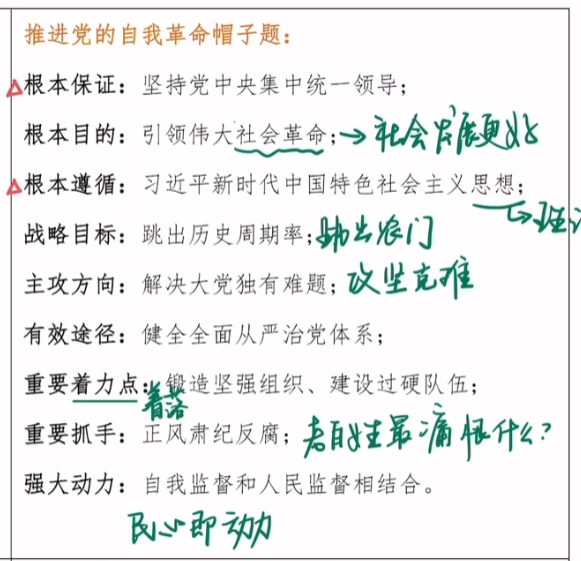 推进党的自我革命帽子题：
根本保证：坚持党中央集中统一领导；
根本目的：引领伟大社会革命；→社会发展更好
根本遵循：习近平新时代中国特色社会主义思想；
战略目标：跳出历史周期率；跳出农门
主攻方向：解决大党独有难题；攻坚克难
有效途径：健全全面从严治党体系；
重要着力点：锻造坚强组织、建设过硬队伍；
着落
重要抓手：正风肃纪反腐；老百姓最痛恨什么？
强大动力：自我监督和人民监督相结合。
民心即动力